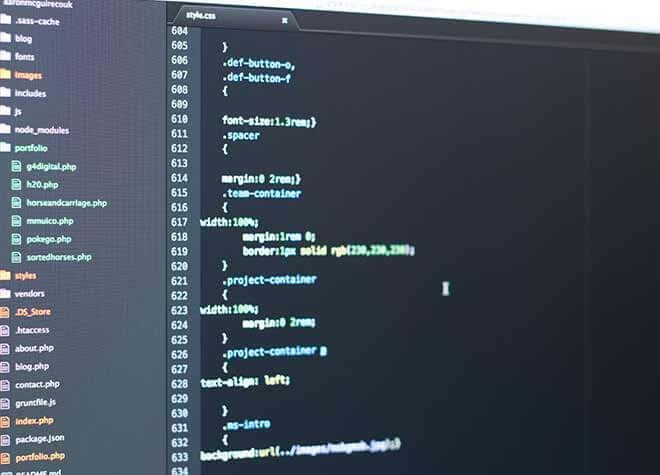 aaronmcguirecouk
.sass-cache
blog
fonts
images
includes
js
node_modules
portfolio
g4digital.php
h20.php
horseandcarriage.php
mmuico.php
pokego.php
sortedhorses.php
styles
vendors
.DS_Store
.htaccess
about.php
blog.php
contact.php
gruntfile.js
index.php
package.json
portfolio.php
README.md
style.css
604
605 }
606 .def-button-o,
607 .def-button-f
608 {
609
610 font-size:1.3rem;}
611 .spacer
612 {
613
614 margin:0 2rem;}
615 .team-container
616 {
617 width:100%;
618 margin:1rem 0;
619 border:1px solid rgb(230,230,230);
620 }
621 .project-container
622 {
623 width:100%;
624 margin:0 2rem;
625 }
626 .project-container p
627 {
628 text-align: left;
629
630 }
631 .ms-intro
632 {
633 background:url(../images/
634